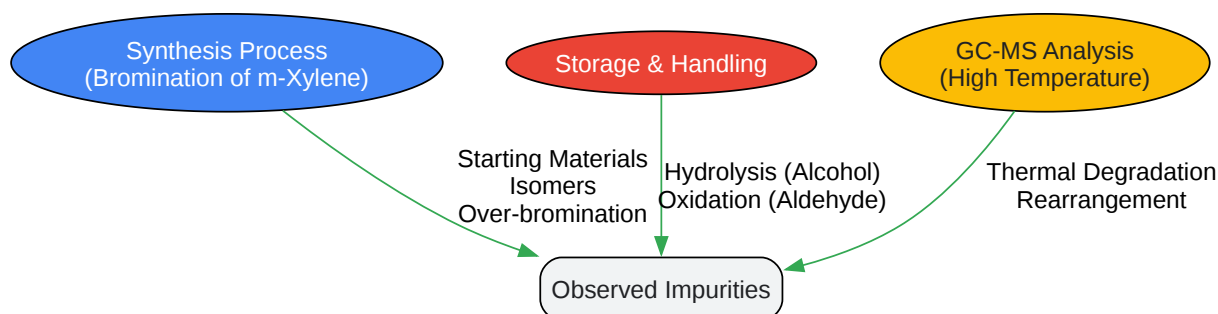 Synthesis Process
(Bromination of m-Xylene)
Storage & Handling
GC-MS Analysis
(High Temperature)
Starting Materials
Isomers
Over-bromination
Hydrolysis (Alcohol)
Oxidation (Aldehyde)
Thermal Degradation
Rearrangement
Observed Impurities